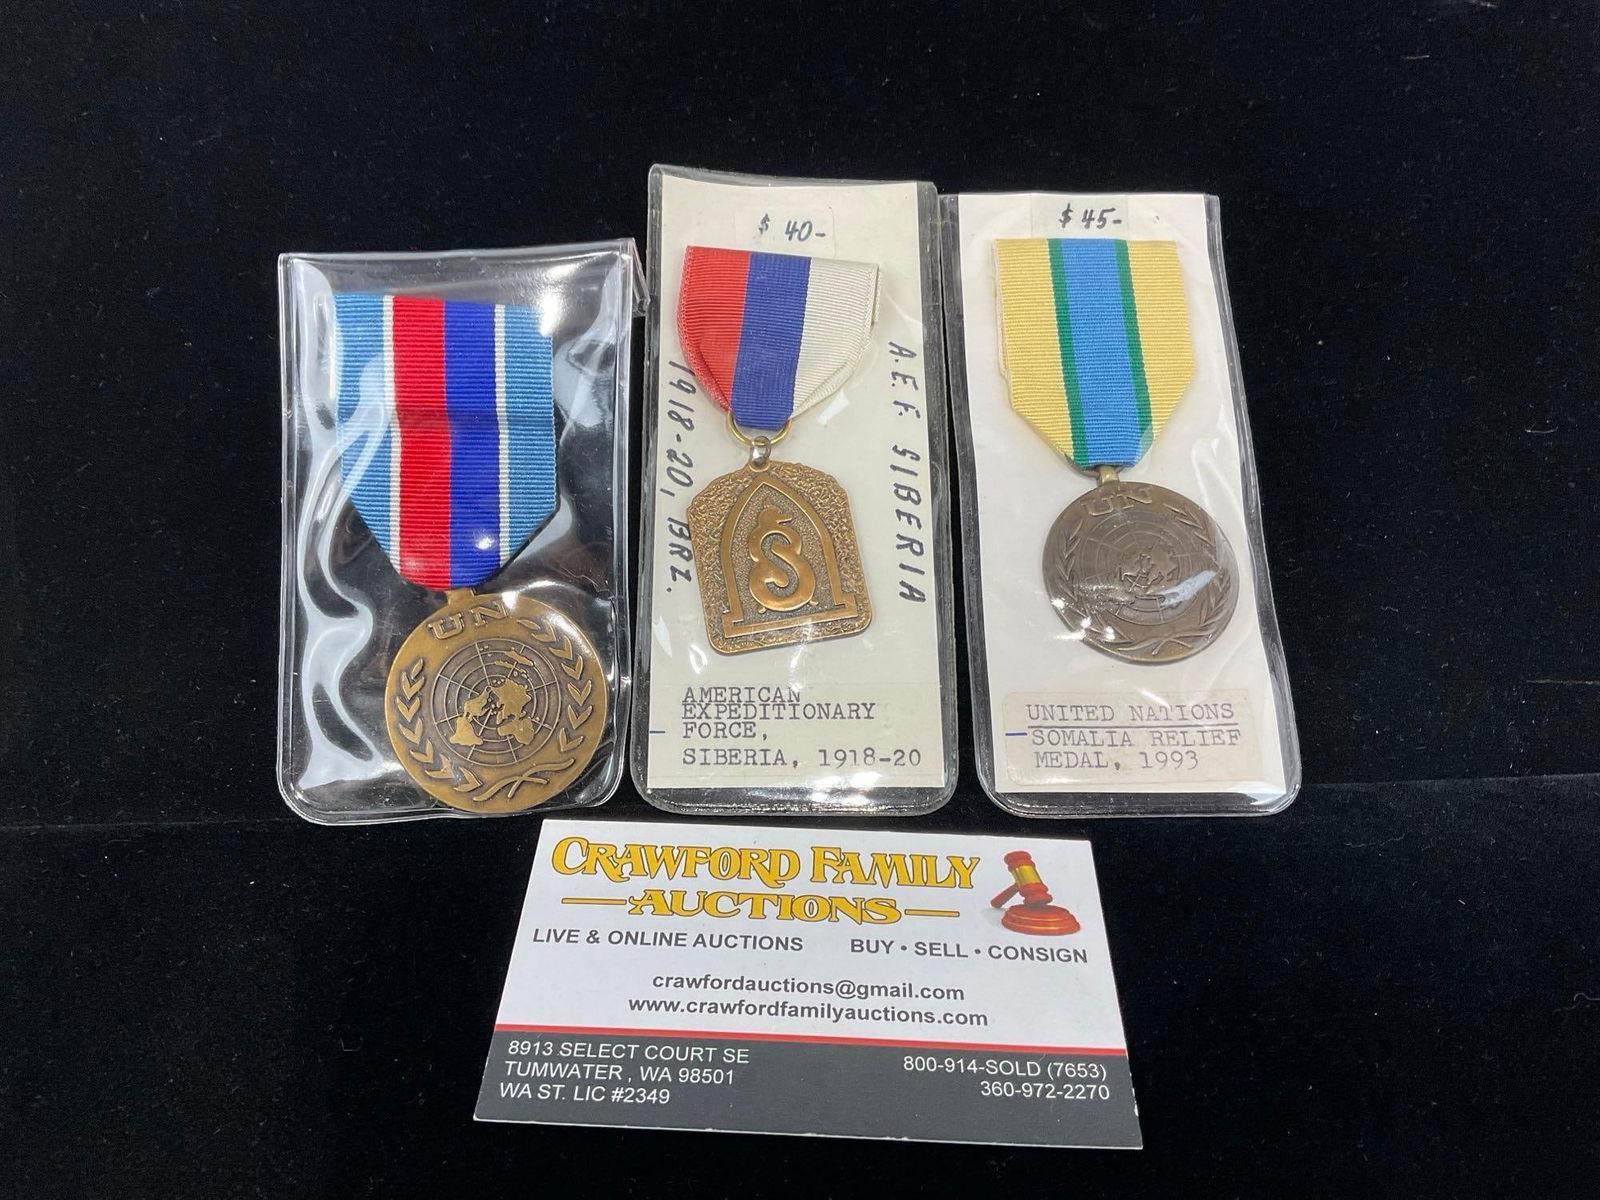 UN
$ 40-
A.E.F. SIBERIA
1918-20, BRZ.
S
AMERICAN
EXPEDITIONARY
FORCE,
SIBERIA, 1918-20
$ 45-
UN
UNITED NATIONS
SOMALIA RELIEF
MEDAL, 1993
CRAWFORD FAMILY
AUCTIONS
LIVE & ONLINE AUCTIONS BUY • SELL • CONSIGN
crawfordauctions@gmail.com
www.crawfordfamilyauctions.com
8913 SELECT COURT SE
TUMWATER, WA 98501
WA ST. LIC #2349
800-914-SOLD (7653)
360-972-2270